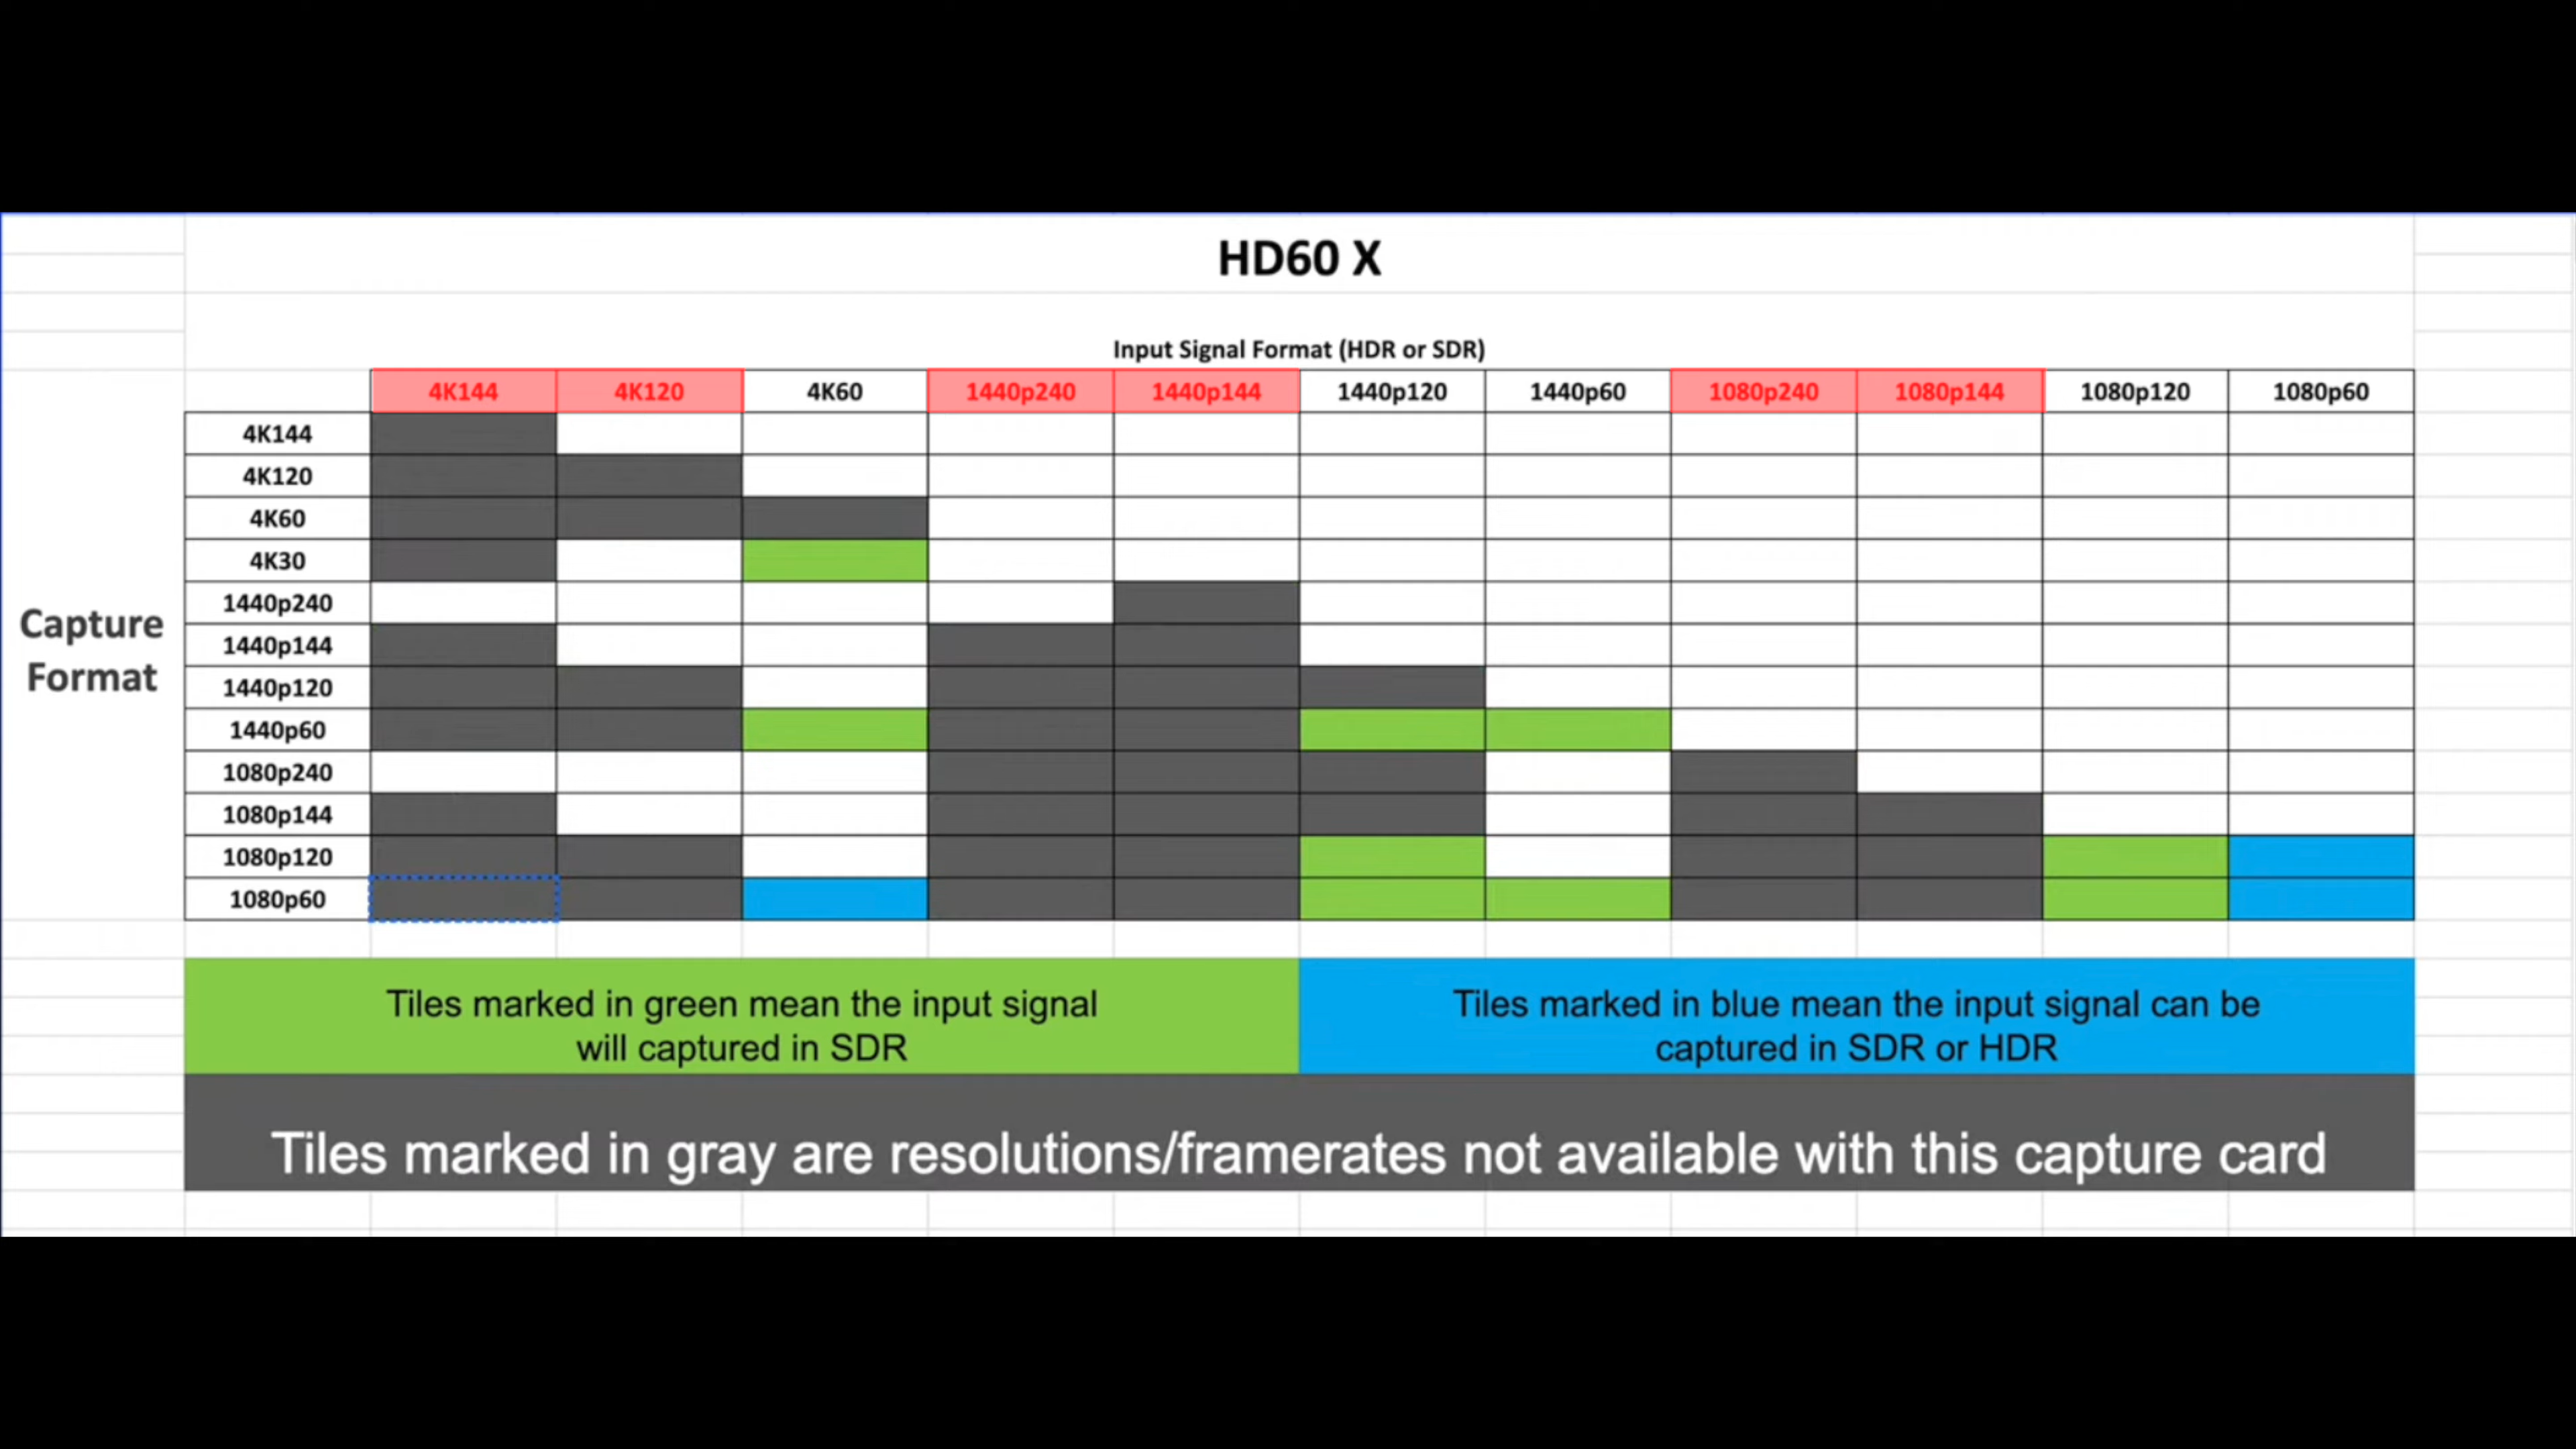 HD60 X
Input Signal Format (HDR or SDR)
4K144 4K120 4K60 1440p240 1440p144 1440p120 1440p60 1080p240 1080p144 1080p120 1080p60
Capture
Format
4K144
4K120
4K60
4K30
1440p240
1440p144
1440p120
1440p60
1080p240
1080p144
1080p120
1080p60
Tiles marked in green mean the input signal
will captured in SDR
Tiles marked in blue mean the input signal can be
captured in SDR or HDR
Tiles marked in gray are resolutions/framerates not available with this capture card